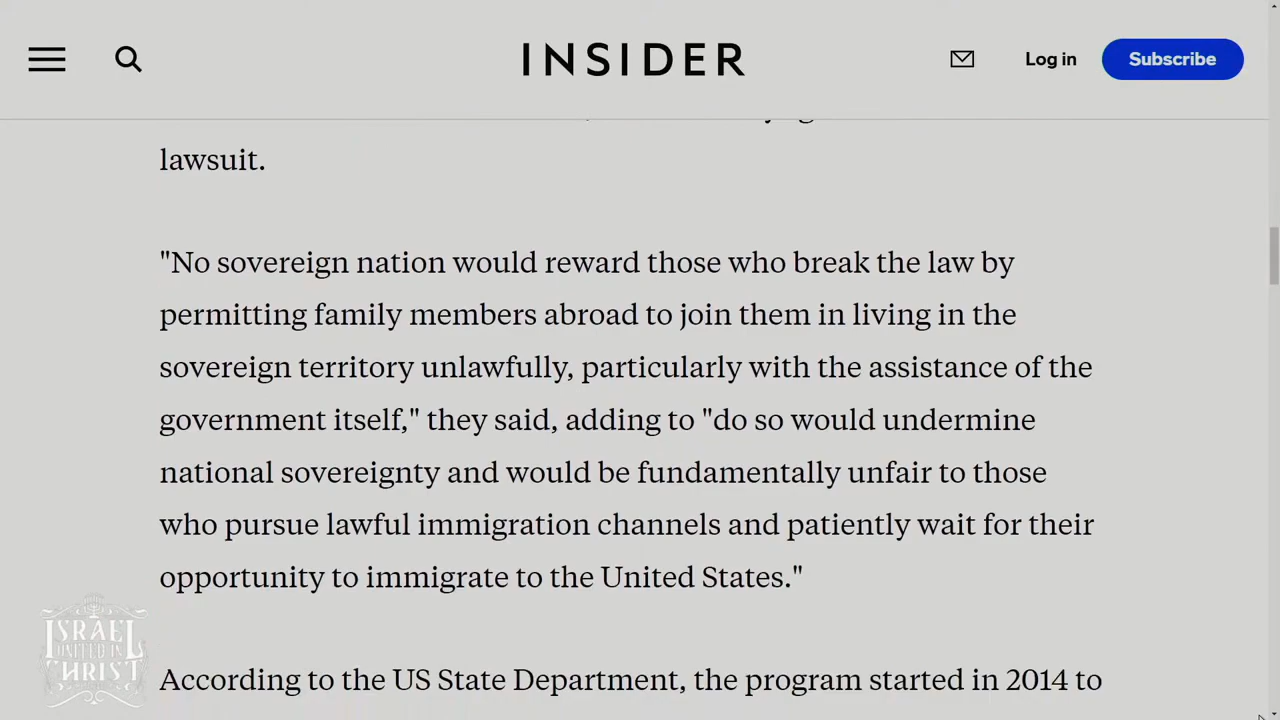 INSIDER
Log in
Subscribe
lawsuit.
"No sovereign nation would reward those who break the law by
permitting family members abroad to join them in living in the
sovereign territory unlawfully, particularly with the assistance of the
government itself," they said, adding to "do so would undermine
national sovereignty and would be fundamentally unfair to those
who pursue lawful immigration channels and patiently wait for their
opportunity to immigrate to the United States."
According to the US State Department, the program started in 2014 to
ISRAEL
UNITED IN
CHRIST